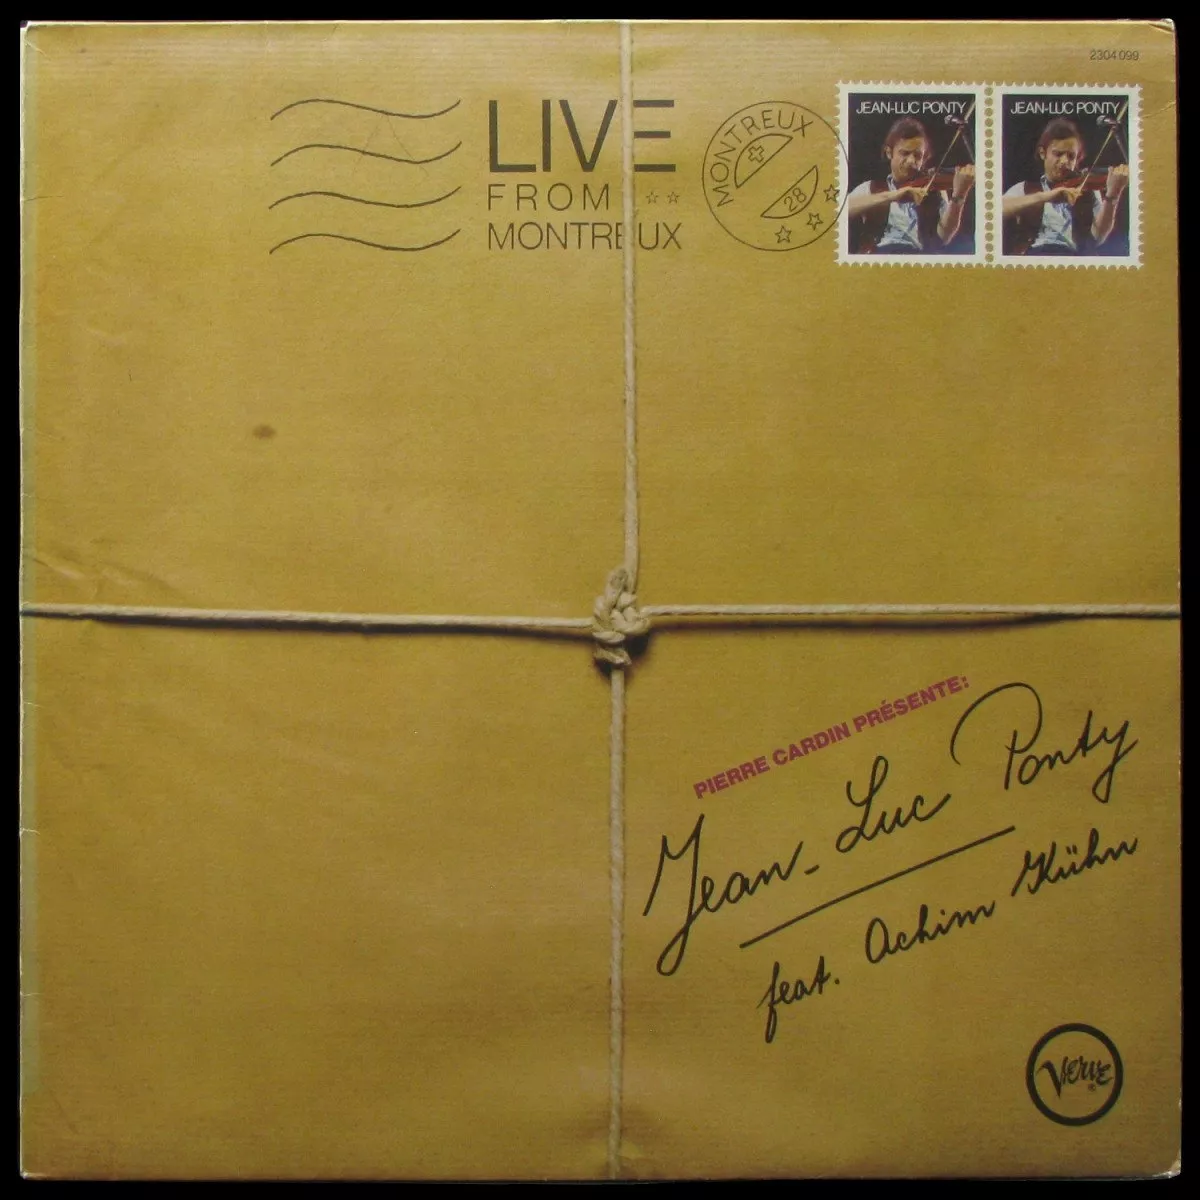 2304 099
LIVE
FROM
MONTREUX
MONTREUX
28
JEAN-LUC PONTY
JEAN-LUC PONTY
PIERRE CARDIN PRÉSENTE:
Jean-Luc Ponty
feat. Achim Kühn
VERVE
®